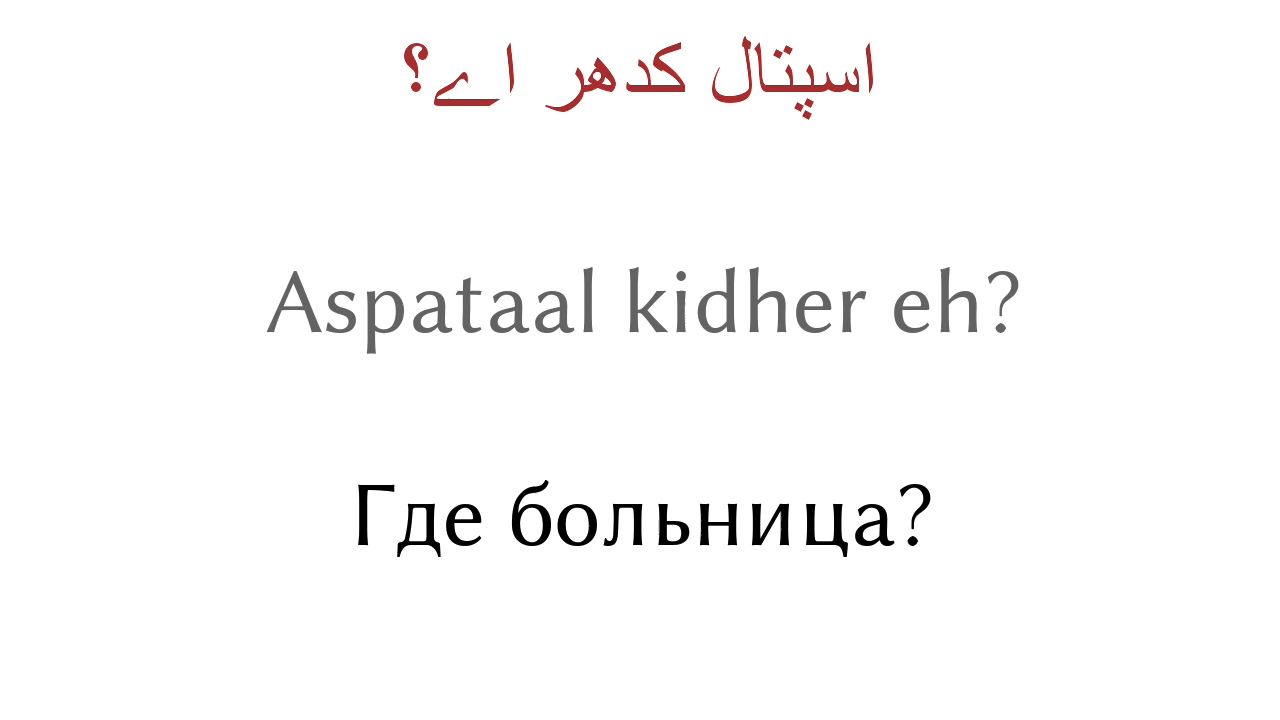 اسپتال کدھر اے؟
Aspataal kidher eh?
Где больница?